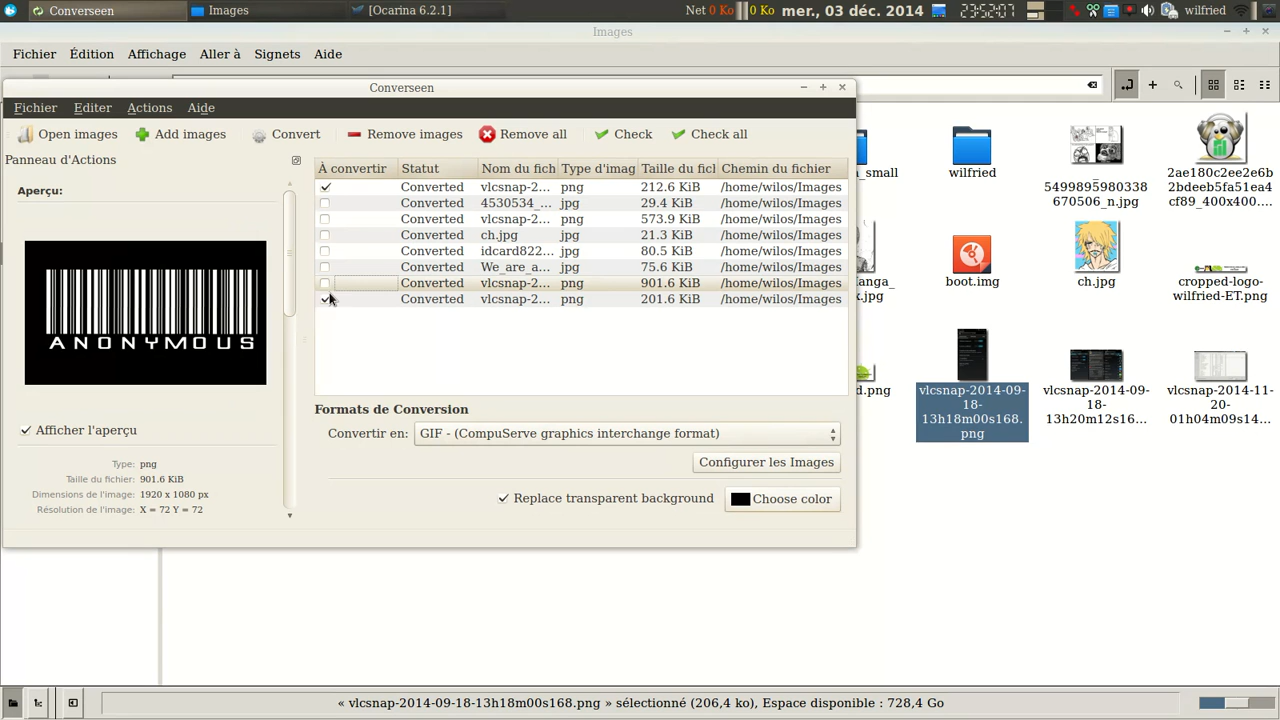 Converseen Images [Ocarina 6.2.1] Net 0 Ko 0 Ko mer., 03 déc. 2014 23:52:07 wilfried
Images
Fichier Édition Affichage Aller à Signets Aide
Converseen
Fichier Editer Actions Aide
Open images Add images Convert Remove images Remove all Check Check all
Panneau d'Actions
À convertir Statut Nom du fich Type d'imag Taille du ficl Chemin du fichier
Aperçu:
Converted vlcsnap-2... png 212.6 KiB /home/wilos/Images
Converted 4530534_... jpg 29.4 KiB /home/wilos/Images
Converted vlcsnap-2... png 573.9 KiB /home/wilos/Images
Converted ch.jpg jpg 21.3 KiB /home/wilos/Images
Converted idcard822... jpg 80.5 KiB /home/wilos/Images
Converted We_are_a... jpg 75.6 KiB /home/wilos/Images
Converted vlcsnap-2... png 901.6 KiB /home/wilos/Images
Converted vlcsnap-2... png 201.6 KiB /home/wilos/Images
ANONYMOUS
Formats de Conversion
Afficher l'aperçu
Convertir en: GIF - (CompuServe graphics interchange format)
Type: png
Taille du fichier: 901.6 KiB
Dimensions de l'image: 1920 x 1080 px
Résolution de l'image: X = 72 Y = 72
Configurer les Images
Replace transparent background Choose color
_small
wilfried
_
5499895980338
670506_n.jpg
2ae180c2ee2e6b
2bdeeb5fa51ea4
cf89_400x400....
anga_
x.jpg
boot.img
ch.jpg
cropped-logo-
wilfried-ET.png
d.png
vlcsnap-2014-09-
18-
13h18m00s168.
png
vlcsnap-2014-09-
18-
13h20m12s16...
vlcsnap-2014-11-
20-
01h04m09s14...
« vlcsnap-2014-09-18-13h18m00s168.png » sélectionné (206,4 ko), Espace disponible : 728,4 Go